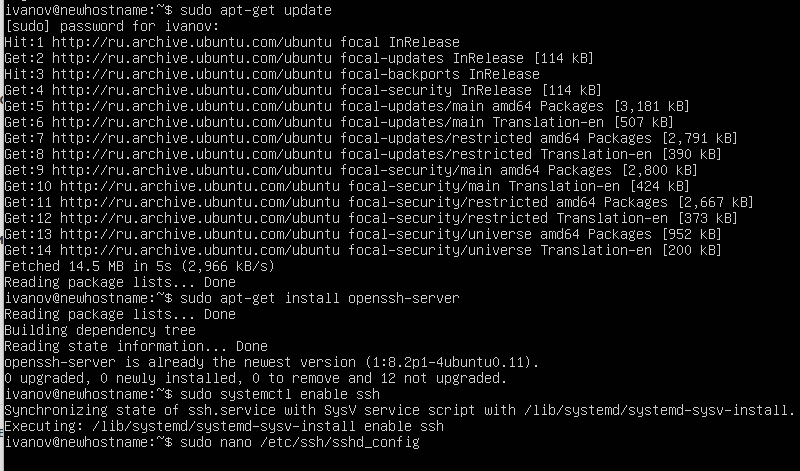 ivanov@newhostname:~$ sudo apt-get update
[sudo] password for ivanov:
Hit:1 http://ru.archive.ubuntu.com/ubuntu focal InRelease
Get:2 http://ru.archive.ubuntu.com/ubuntu focal-updates InRelease [114 kB]
Hit:3 http://ru.archive.ubuntu.com/ubuntu focal-backports InRelease
Get:4 http://ru.archive.ubuntu.com/ubuntu focal-security InRelease [114 kB]
Get:5 http://ru.archive.ubuntu.com/ubuntu focal-updates/main amd64 Packages [3,181 kB]
Get:6 http://ru.archive.ubuntu.com/ubuntu focal-updates/main Translation-en [507 kB]
Get:7 http://ru.archive.ubuntu.com/ubuntu focal-updates/restricted amd64 Packages [2,791 kB]
Get:8 http://ru.archive.ubuntu.com/ubuntu focal-updates/restricted Translation-en [390 kB]
Get:9 http://ru.archive.ubuntu.com/ubuntu focal-security/main amd64 Packages [2,800 kB]
Get:10 http://ru.archive.ubuntu.com/ubuntu focal-security/main Translation-en [424 kB]
Get:11 http://ru.archive.ubuntu.com/ubuntu focal-security/restricted amd64 Packages [2,667 kB]
Get:12 http://ru.archive.ubuntu.com/ubuntu focal-security/restricted Translation-en [373 kB]
Get:13 http://ru.archive.ubuntu.com/ubuntu focal-security/universe amd64 Packages [952 kB]
Get:14 http://ru.archive.ubuntu.com/ubuntu focal-security/universe Translation-en [200 kB]
Fetched 14.5 MB in 5s (2,966 kB/s)
Reading package lists... Done
ivanov@newhostname:~$ sudo apt-get install openssh-server
Reading package lists... Done
Building dependency tree
Reading state information... Done
openssh-server is already the newest version (1:8.2p1-4ubuntu0.11).
0 upgraded, 0 newly installed, 0 to remove and 12 not upgraded.
ivanov@newhostname:~$ sudo systemctl enable ssh
Synchronizing state of ssh.service with SysV service script with /lib/systemd/systemd-sysv-install.
Executing: /lib/systemd/systemd-sysv-install enable ssh
ivanov@newhostname:~$ sudo nano /etc/ssh/sshd_config